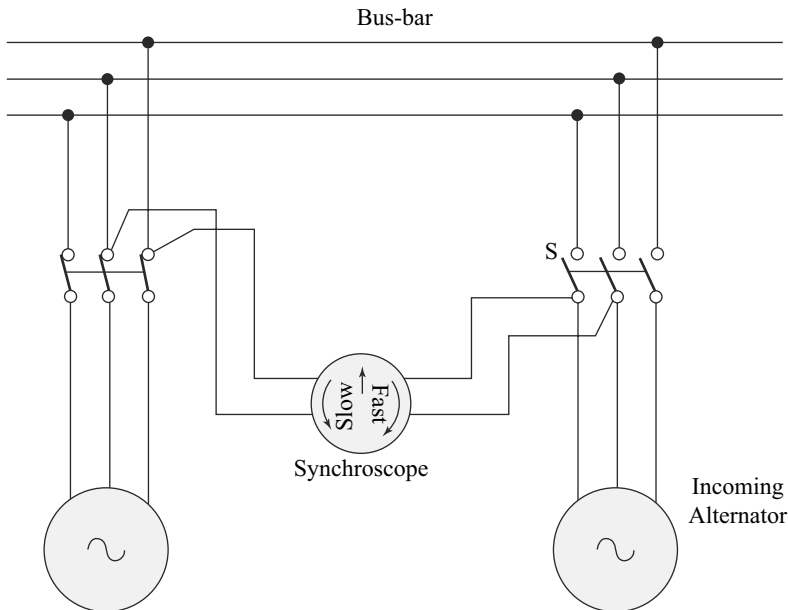 Bus-bar
S
Slow
Fast
Synchroscope
Incoming
Alternator